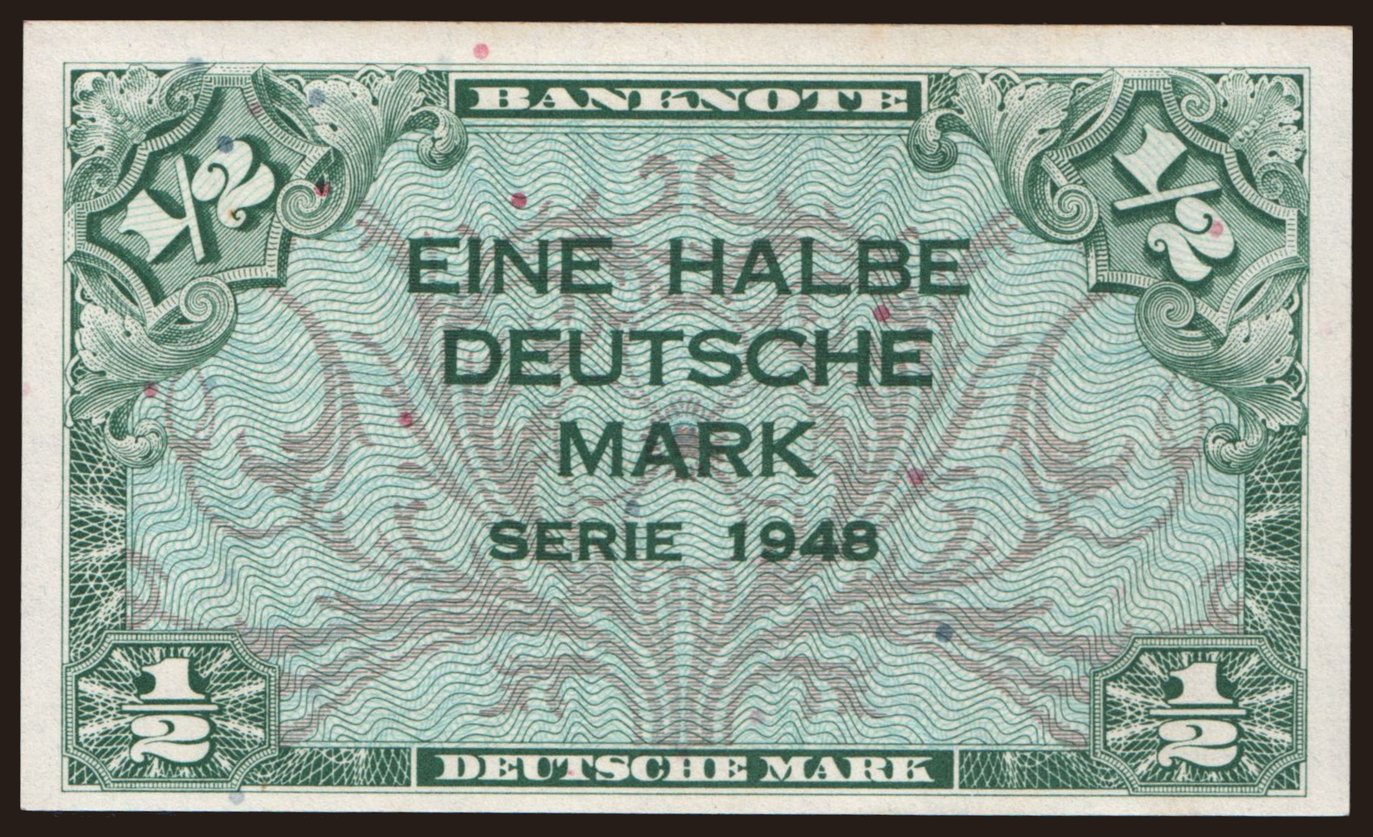 BANKNOTE
1/2
1/2
EINE HALBE
DEUTSCHE
MARK
SERIE 1948
1/2
1/2
DEUTSCHE MARK